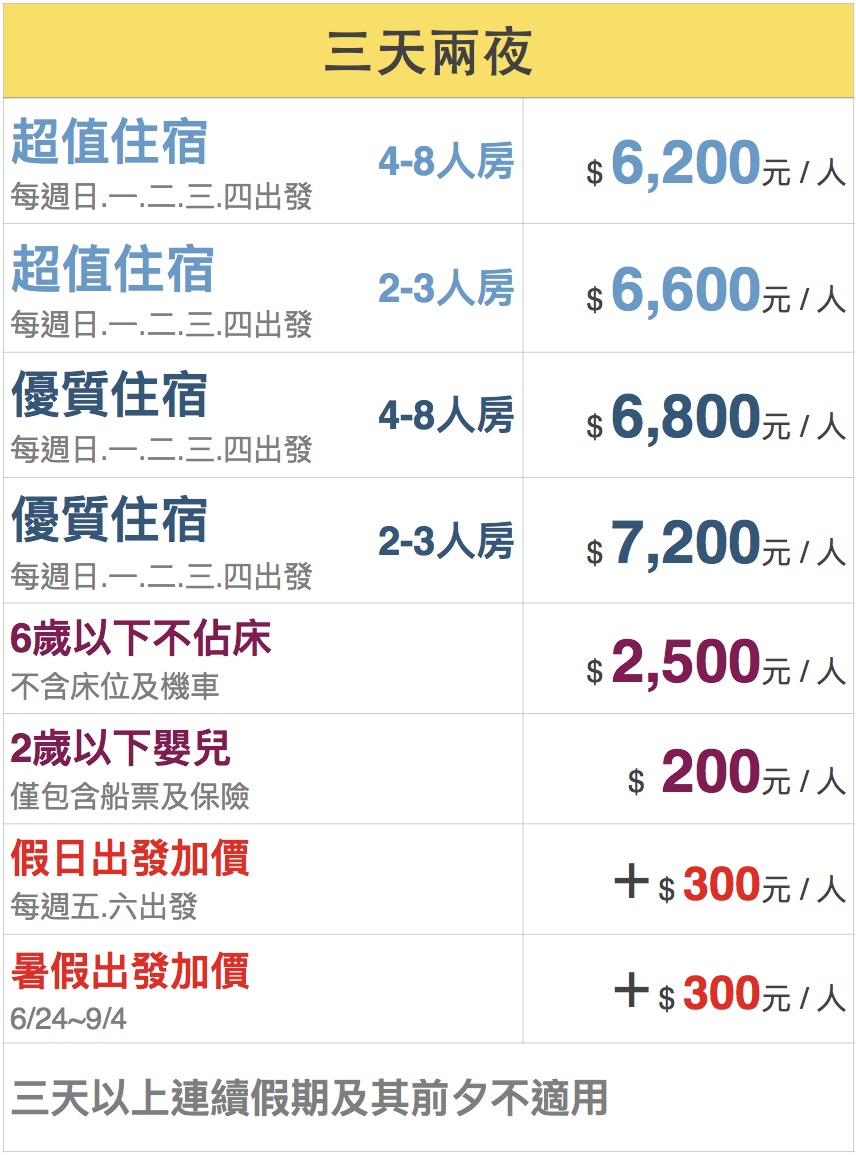 三天兩夜
超值住宿 4-8人房 $ 6,200元 / 人
每週日.一.二.三.四出發
超值住宿 2-3人房 $ 6,600元 / 人
每週日.一.二.三.四出發
優質住宿 4-8人房 $ 6,800元 / 人
每週日.一.二.三.四出發
優質住宿 2-3人房 $ 7,200元 / 人
每週日.一.二.三.四出發
6歲以下不佔床 $ 2,500元 / 人
不含床位及機車
2歲以下嬰兒 $ 200元 / 人
僅包含船票及保險
假日出發加價 +$ 300元 / 人
每週五.六出發
暑假出發加價 +$ 300元 / 人
6/24~9/4
三天以上連續假期及其前夕不適用